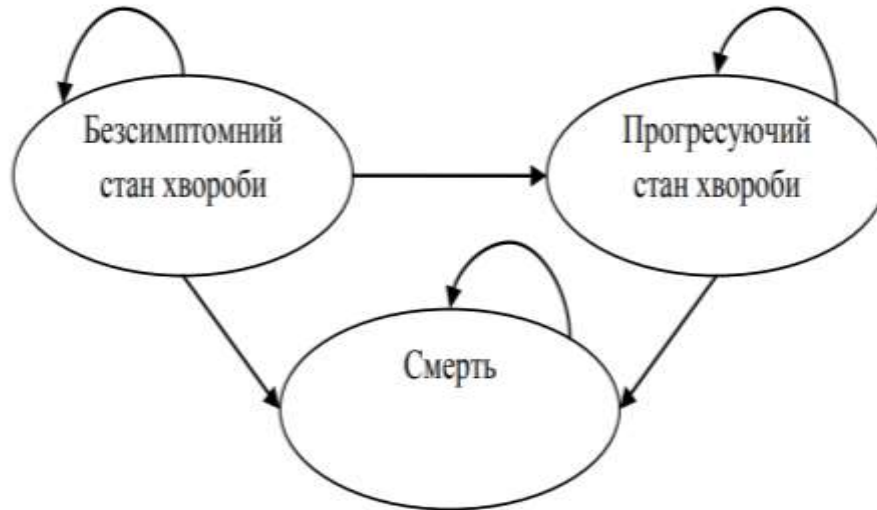 Безсимптомний
стан хвороби
Прогресуючий
стан хвороби
Смерть